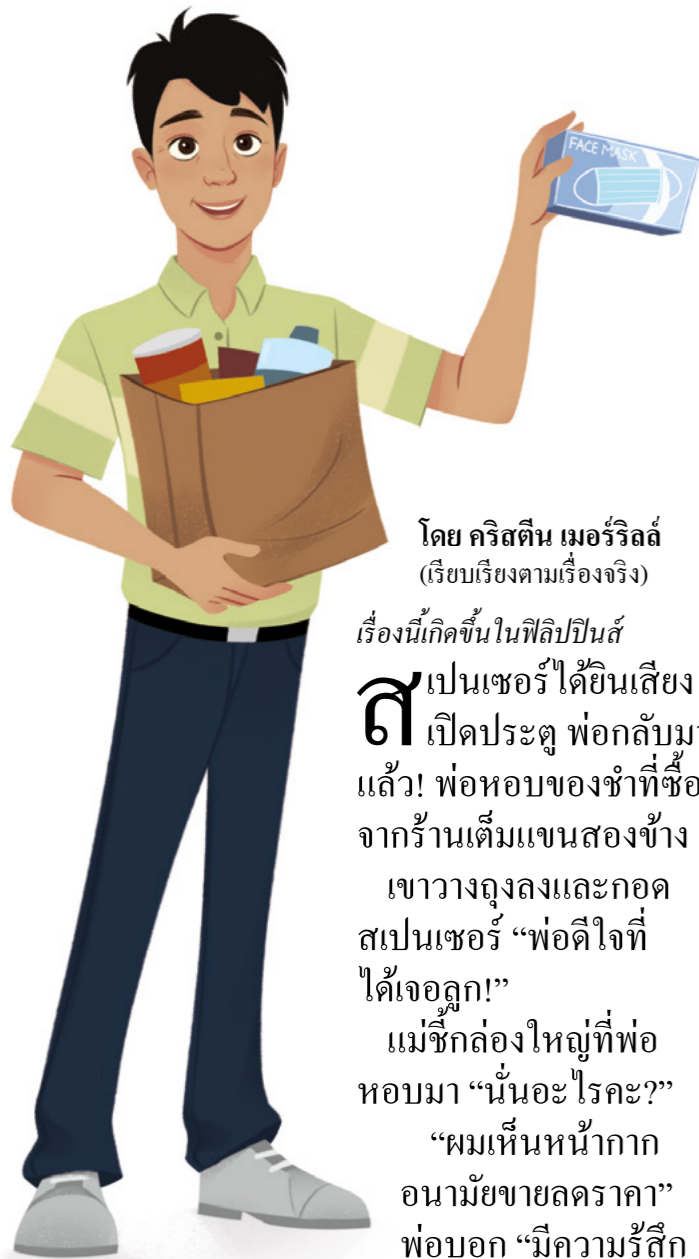 FACE MASK
โดย คริสตีน เมอร์ริลล์
(เรียบเรียงตามเรื่องจริง)
เรื่องนี้เกิดขึ้นในฟิลิปปินส์
สเปนเซอร์ได้ยินเสียง
เปิดประตู พ่อกลับมา
แล้ว! พ่อหอบของชำที่ซื้อ
จากร้านเต็มแขนสองข้าง
เขาวางถุงลงและกอด
สเปนเซอร์ “พ่อดีใจที่
ได้เจอลูก!”
แม่ชี้กล่องใหญ่ที่พ่อ
หอบมา “นั่นอะไรคะ?”
“ผมเห็นหน้ากาก
อนามัยขายลดราคา”
พ่อบอก “มีความรู้สึก